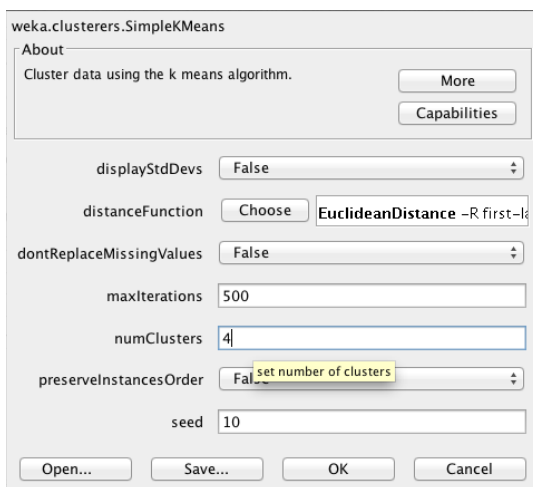 weka.clusterers.SimpleKMeans
About
Cluster data using the k means algorithm.
More
Capabilities
displayStdDevs False
distanceFunction Choose EuclideanDistance -R first-la
dontReplaceMissingValues False
maxIterations 500
numClusters 4
set number of clusters
preserveInstancesOrder False
seed 10
Open... Save... OK Cancel